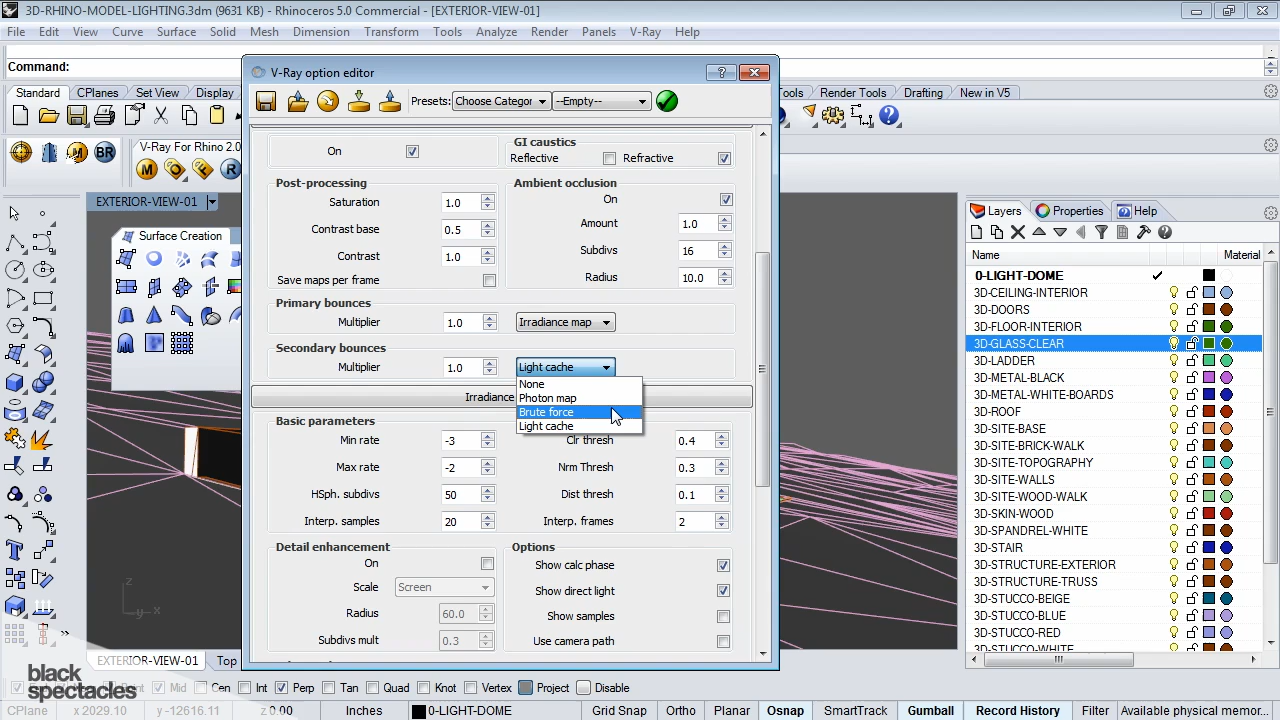 3D-RHINO-MODEL-LIGHTING.3dm (9631 KB) - Rhinoceros 5.0 Commercial - [EXTERIOR-VIEW-01]
File Edit View Curve Surface Solid Mesh Dimension Transform Tools Analyze Render Panels V-Ray Help
Command:
V-Ray option editor
Standard CPlanes Set View Display
Tools Render Tools Drafting New in V5
Presets: Choose Categor --Empty--
V-Ray For Rhino 2.0
BR
M
R
EXTERIOR-VIEW-01
Surface Creation
On
GI caustics
Reflective Refractive
Post-processing
Saturation 1.0
Contrast base 0.5
Contrast 1.0
Save maps per frame
Ambient occlusion
On
Amount 1.0
Subdivs 16
Radius 10.0
Primary bounces
Multiplier 1.0 Irradiance map
Secondary bounces
Multiplier 1.0 Light cache
None
Photon map
Brute force
Light cache
Irradiance
Basic parameters
Min rate -3 Clr thresh 0.4
Max rate -2 Nrm Thresh 0.3
HSph. subdivs 50 Dist thresh 0.1
Interp. samples 20 Interp. frames 2
Detail enhancement
On
Scale Screen
Radius 60.0
Subdivs mult 0.3
Options
Show calc phase
Show direct light
Show samples
Use camera path
Layers Properties Help
Name Material
0-LIGHT-DOME
3D-CEILING-INTERIOR
3D-DOORS
3D-FLOOR-INTERIOR
3D-GLASS-CLEAR
3D-LADDER
3D-METAL-BLACK
3D-METAL-WHITE-BOARDS
3D-ROOF
3D-SITE-BASE
3D-SITE-BRICK-WALK
3D-SITE-TOPOGRAPHY
3D-SITE-WALLS
3D-SITE-WOOD-WALK
3D-SKIN-WOOD
3D-SPANDREL-WHITE
3D-STAIR
3D-STRUCTURE-EXTERIOR
3D-STRUCTURE-TRUSS
3D-STUCCO-BEIGE
3D-STUCCO-BLUE
3D-STUCCO-RED
3D-STUCCO-WHITE
z
y x
EXTERIOR-VIEW-01 Top
black
spectacles
Mid Cen Int Perp Tan Quad Knot Vertex Project Disable
CPlane x 2029.10 y -12616.11 z 0.00 Inches 0-LIGHT-DOME Grid Snap Ortho Planar Osnap SmartTrack Gumball Record History Filter Available physical memor...